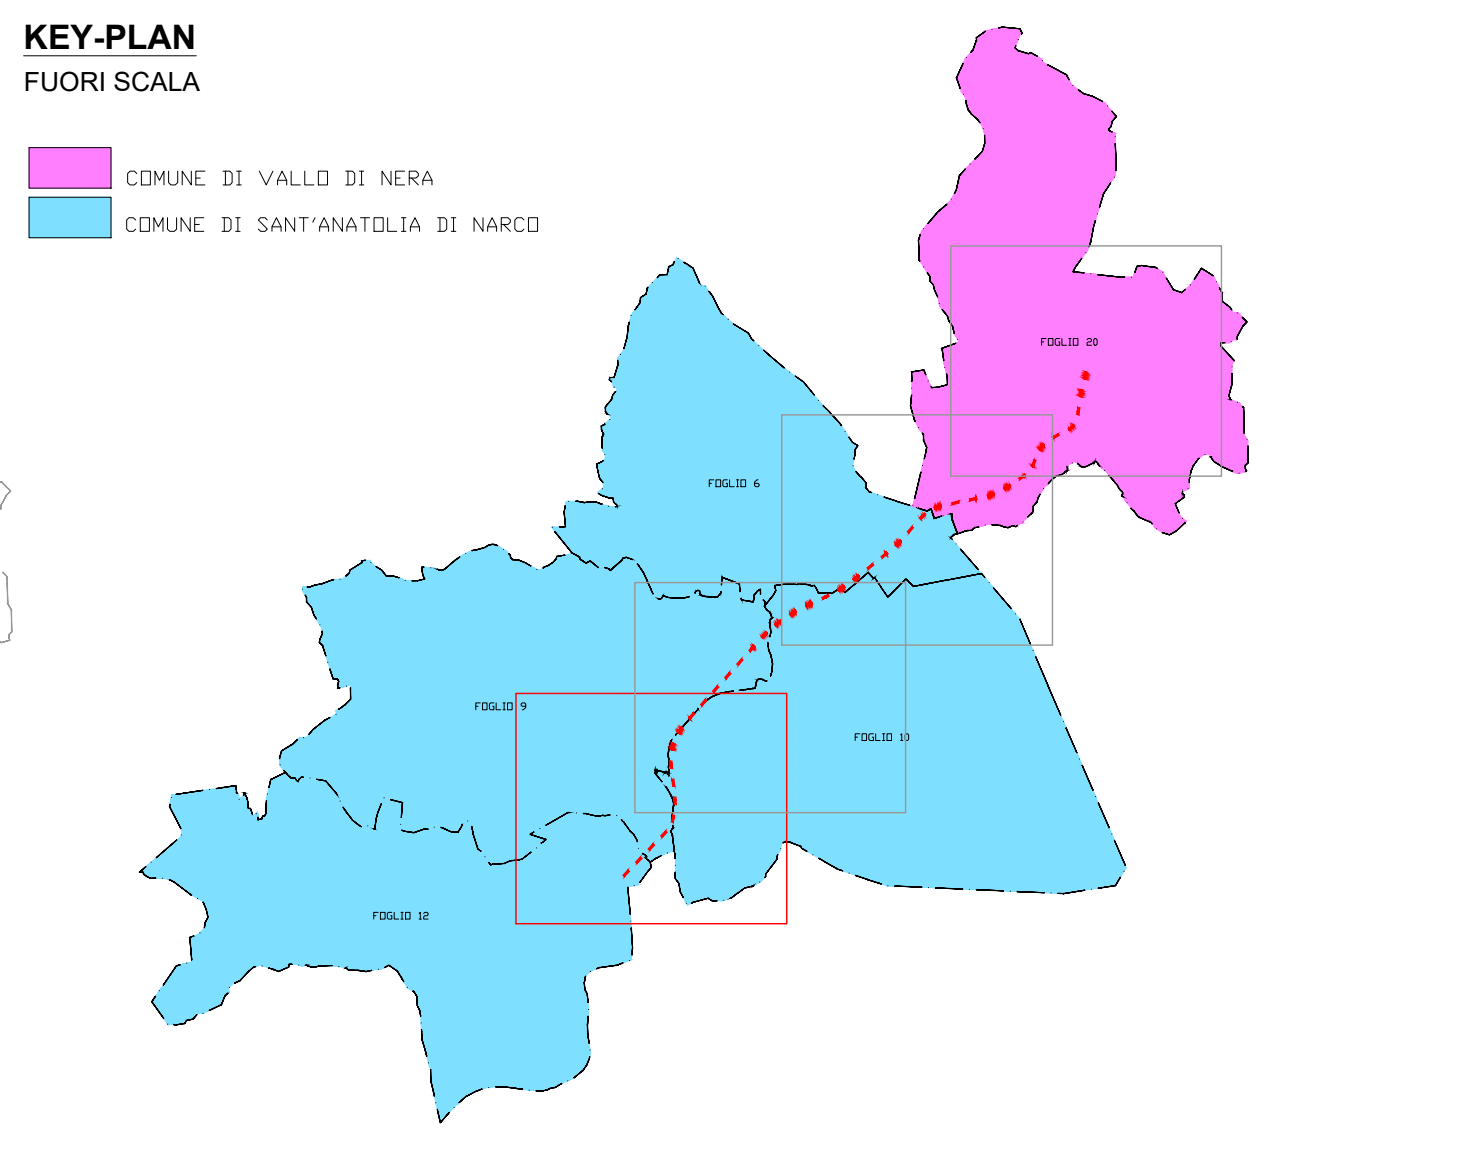 KEY-PLAN
FUORI SCALA
COMUNE DI VALLO DI NERA
COMUNE DI SANT'ANATOLIA DI NARCO
FOGLIO 20
FOGLIO 6
FOGLIO 9
FOGLIO 10
FOGLIO 12